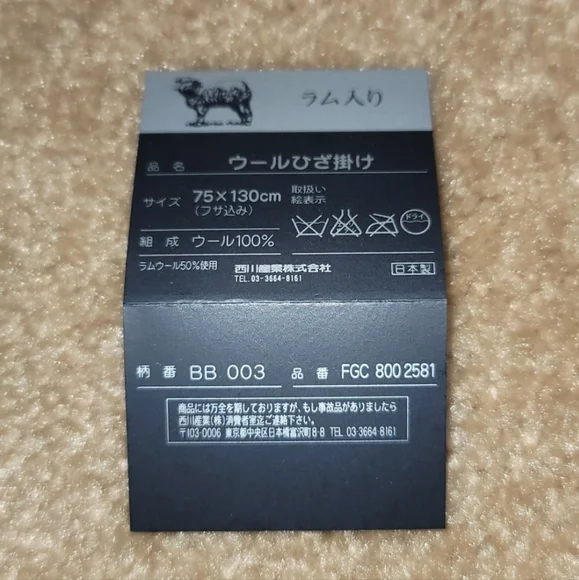 ラム入り
品名 ウールひざ掛け
サイズ 75×130cm
(フサ込み)
取扱い
絵表示
ドライ
組成 ウール100%
ラムウール50%使用
西川産業株式会社
TEL. 03-3664-8161
日本製
柄番 BB 003 品番 FGC 800 2581
商品には万全を期しておりますが、もし事故品がありましたら
西川産業(株)消費者室迄ご連絡下さい。
〒103-0006 東京都中央区日本橋富沢町8-8 TEL 03-3664-8161